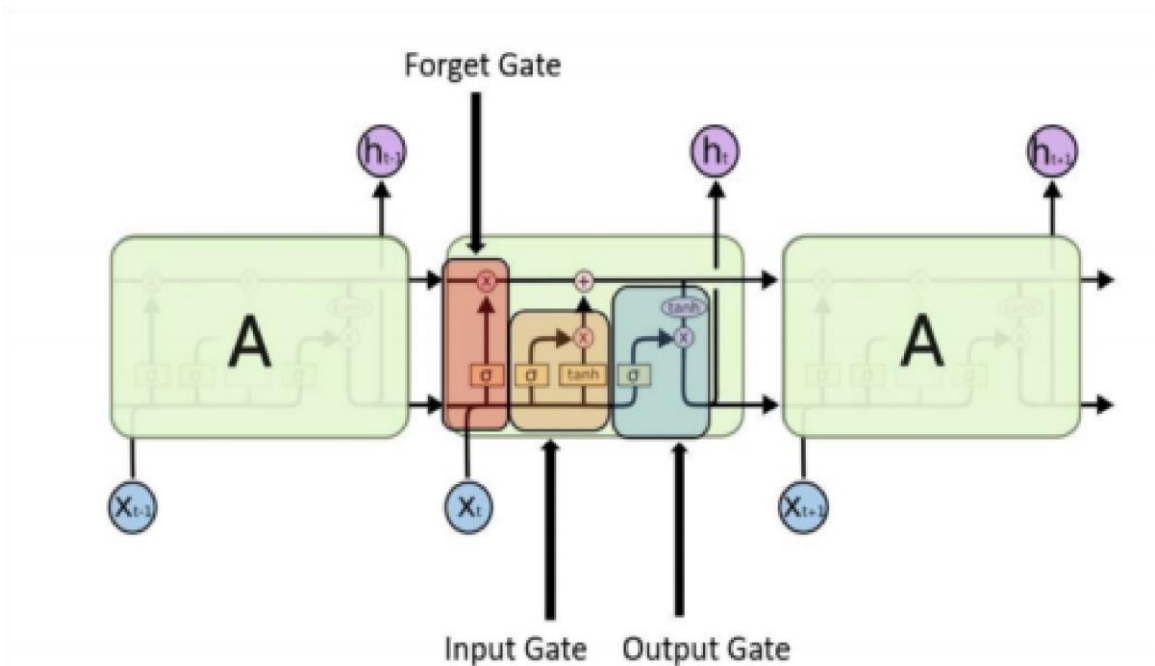 Forget Gate
hₜ₋₁
hₜ
hₜ₊₁
A
x
+
tanh
x
x
σ
σ
tanh
σ
A
Xₜ₋₁
Xₜ
Xₜ₊₁
Input Gate
Output Gate